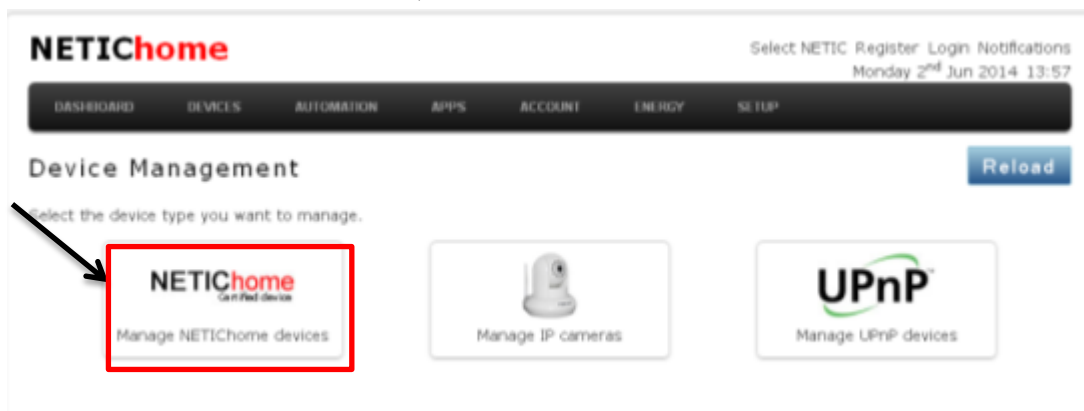 NETIChome
Select NETIC Register Login Notifications
Monday 2nd Jun 2014 13:57
DASHBOARD DEVICES AUTOMATION APPS ACCOUNT ENERGY SETUP
Device Management
Reload
Select the device type you want to manage.
NETIChome
Certified device
Manage NETIChome devices
Manage IP cameras
UPnP
Manage UPnP devices